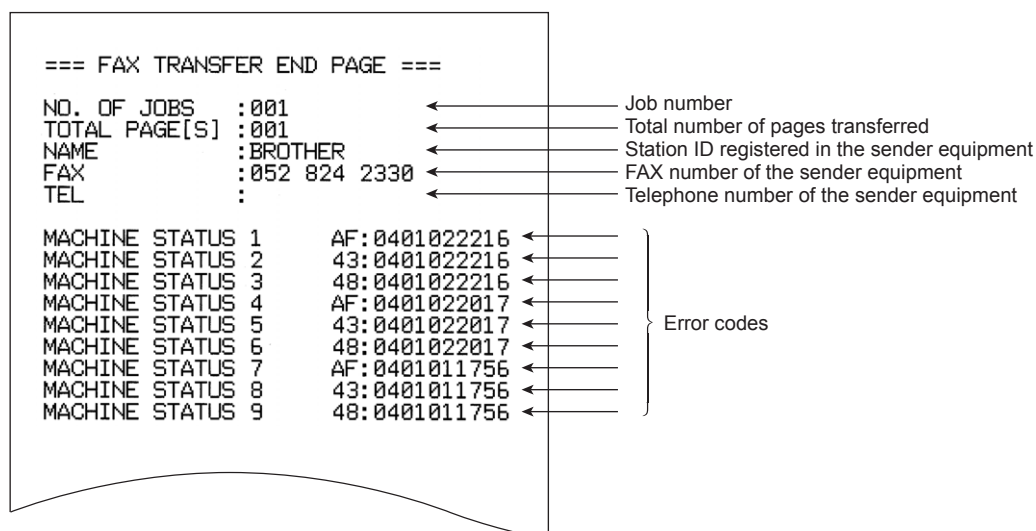 === FAX TRANSFER END PAGE ===
NO. OF JOBS :001
Job number
TOTAL PAGE[S] :001
Total number of pages transferred
NAME :BROTHER
Station ID registered in the sender equipment
FAX :052 824 2330
FAX number of the sender equipment
TEL :
Telephone number of the sender equipment
MACHINE STATUS 1 AF:0401022216
MACHINE STATUS 2 43:0401022216
MACHINE STATUS 3 48:0401022216
MACHINE STATUS 4 AF:0401022017
MACHINE STATUS 5 43:0401022017
MACHINE STATUS 6 48:0401022017
MACHINE STATUS 7 AF:0401011756
MACHINE STATUS 8 43:0401011756
MACHINE STATUS 9 48:0401011756
Error codes